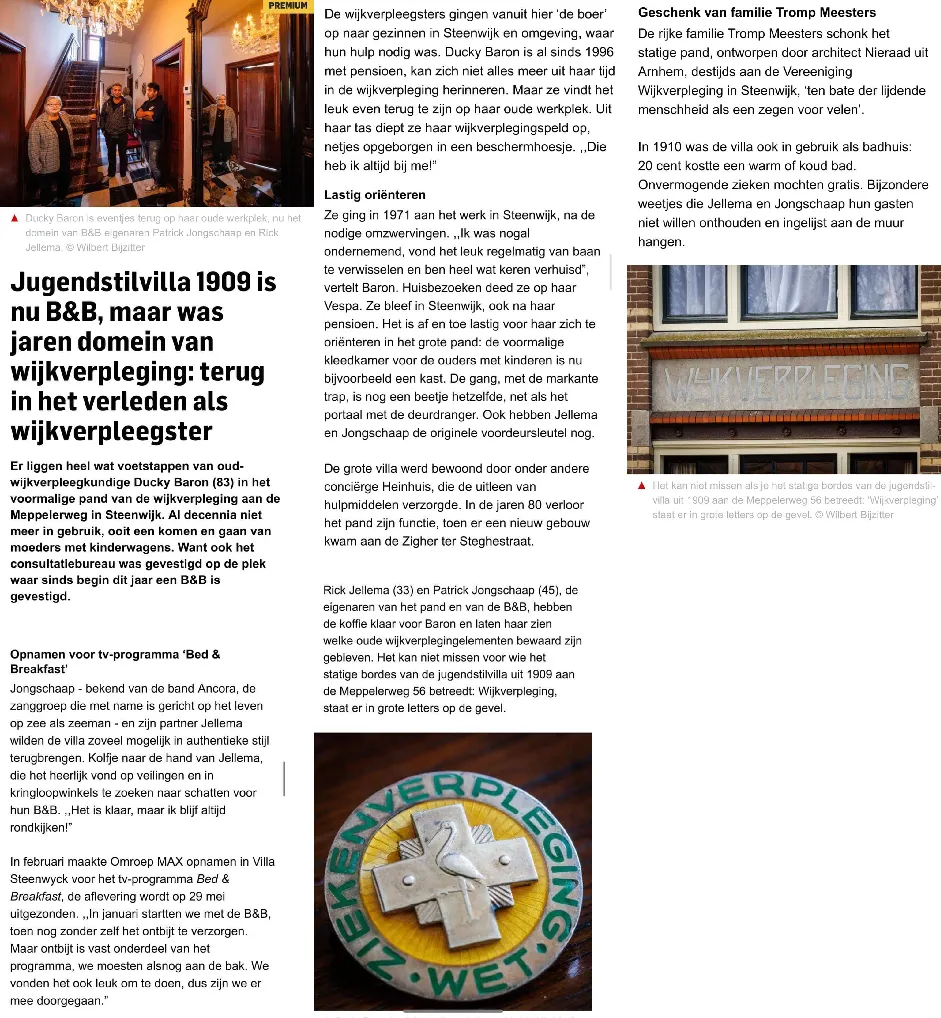 PREMIUM
Ducky Baron is eventjes terug op haar oude werkplek, nu het
domein van B&B eigenaren Patrick Jongschaap en Rick
Jellema. © Wilbert Bijzitter
Jugendstilvilla 1909 is
nu B&B, maar was
jaren domein van
wijkverpleging: terug
in het verleden als
wijkverpleegster
Er liggen heel wat voetstappen van oud-
wijkverpleegkundige Ducky Baron (83) in het
voormalige pand van de wijkverpleging aan de
Meppelerweg in Steenwijk. Al decennia niet
meer in gebruik, ooit een komen en gaan van
moeders met kinderwagens. Want ook het
consultatiebureau was gevestigd op de plek
waar sinds begin dit jaar een B&B is
gevestigd.
Opnamen voor tv-programma ‘Bed &
Breakfast’
Jongschaap - bekend van de band Ancora, de
zanggroep die met name is gericht op het leven
op zee als zeeman - en zijn partner Jellema
wilden de villa zoveel mogelijk in authentieke stijl
terugbrengen. Kolfje naar de hand van Jellema,
die het heerlijk vond op veilingen en in
kringloopwinkels te zoeken naar schatten voor
hun B&B. ,,Het is klaar, maar ik blijf altijd
rondkijken!”
In februari maakte Omroep MAX opnamen in Villa
Steenwyck voor het tv-programma Bed &
Breakfast, de aflevering wordt op 29 mei
uitgezonden. ,,In januari startten we met de B&B,
toen nog zonder zelf het ontbijt te verzorgen.
Maar ontbijt is vast onderdeel van het
programma, we moesten alsnog aan de bak. We
vonden het ook leuk om te doen, dus zijn we er
mee doorgegaan.”
De wijkverpleegsters gingen vanuit hier ‘de boer’
op naar gezinnen in Steenwijk en omgeving, waar
hun hulp nodig was. Ducky Baron is al sinds 1996
met pensioen, kan zich niet alles meer uit haar tijd
in de wijkverpleging herinneren. Maar ze vindt het
leuk even terug te zijn op haar oude werkplek. Uit
haar tas diept ze haar wijkverplegingspeld op,
netjes opgeborgen in een beschermhoesje. ,,Die
heb ik altijd bij me!”
Lastig oriënteren
Ze ging in 1971 aan het werk in Steenwijk, na de
nodige omzwervingen. ,,Ik was nogal
ondernemend, vond het leuk regelmatig van baan
te verwisselen en ben heel wat keren verhuisd”,
vertelt Baron. Huisbezoeken deed ze op haar
Vespa. Ze bleef in Steenwijk, ook na haar
pensioen. Het is af en toe lastig voor haar zich te
oriënteren in het grote pand: de voormalige
kleedkamer voor de ouders met kinderen is nu
bijvoorbeeld een kast. De gang, met de markante
trap, is nog een beetje hetzelfde, net als het
portaal met de deurdranger. Ook hebben Jellema
en Jongschaap de originele voordeursleutel nog.
De grote villa werd bewoond door onder andere
conciërge Heinhuis, die de uitleen van
hulpmiddelen verzorgde. In de jaren 80 verloor
het pand zijn functie, toen er een nieuw gebouw
kwam aan de Zigher ter Steghestraat.
Rick Jellema (33) en Patrick Jongschaap (45), de
eigenaren van het pand en van de B&B, hebben
de koffie klaar voor Baron en laten haar zien
welke oude wijkverplegingelementen bewaard zijn
gebleven. Het kan niet missen voor wie het
statige bordes van de jugendstilvilla uit 1909 aan
de Meppelerweg 56 betreedt: Wijkverpleging,
staat er in grote letters op de gevel.
ZIEKENVERPLEGING
· WET ·
Geschenk van familie Tromp Meesters
De rijke familie Tromp Meesters schonk het
statige pand, ontworpen door architect Nieraad uit
Arnhem, destijds aan de Vereeniging
Wijkverpleging in Steenwijk, ‘ten bate der lijdende
menschheid als een zegen voor velen’.
In 1910 was de villa ook in gebruik als badhuis:
20 cent kostte een warm of koud bad.
Onvermogende zieken mochten gratis. Bijzondere
weetjes die Jellema en Jongschaap hun gasten
niet willen onthouden en ingelijst aan de muur
hangen.
WIJKVERPLEGING
Het kan niet missen als je het statige bordes van de jugendstil-
villa uit 1909 aan de Meppelerweg 56 betreedt: ‘Wijkverpleging’
staat er in grote letters op de gevel. © Wilbert Bijzitter